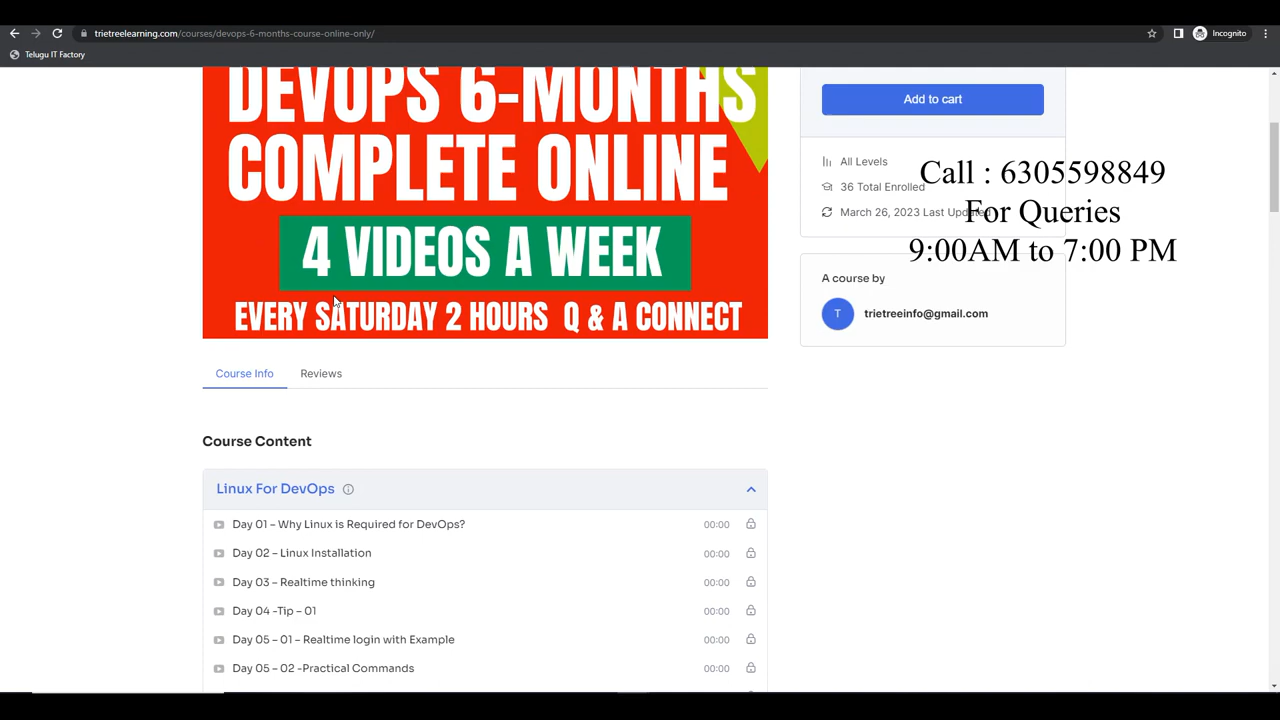 trietreelearning.com/courses/devops-6-months-course-online-only/
Incognito
Telugu IT Factory
DEVOPS 6-MONTHS
COMPLETE ONLINE
4 VIDEOS A WEEK
EVERY SATURDAY 2 HOURS Q & A CONNECT
Add to cart
All Levels
36 Total Enrolled
March 26, 2023 Last Updated
Call : 6305598849
For Queries
9:00AM to 7:00 PM
A course by
T
trietreeinfo@gmail.com
Course Info
Reviews
Course Content
Linux For DevOps
Day 01 – Why Linux is Required for DevOps? 00:00
Day 02 – Linux Installation 00:00
Day 03 – Realtime thinking 00:00
Day 04 -Tip – 01 00:00
Day 05 – 01 – Realtime login with Example 00:00
Day 05 – 02 -Practical Commands 00:00